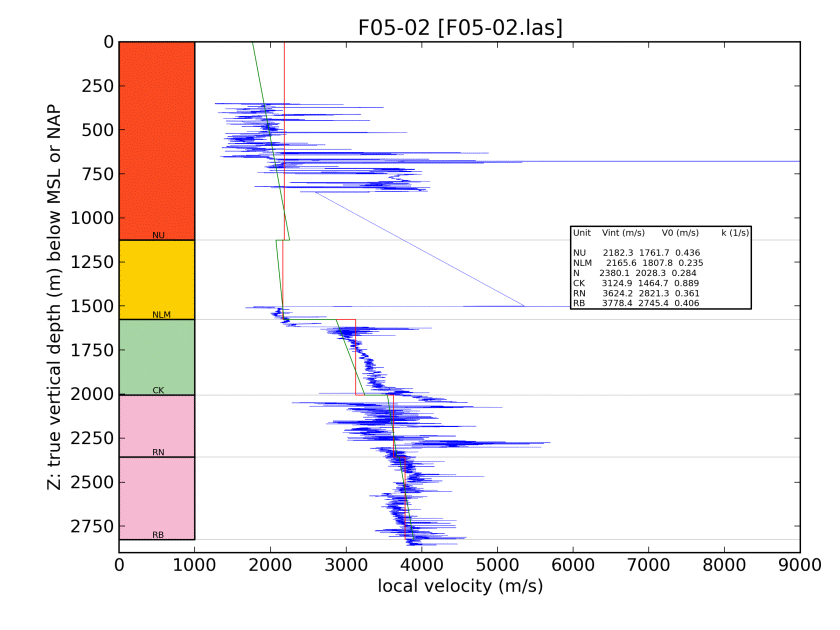 F05-02 [F05-02.las]
0
250
500
750
1000
1250
1500
1750
2000
2250
2500
2750
Z: true vertical depth (m) below MSL or NAP
NU
NLM
CK
RN
RB
Unit Vint (m/s) V0 (m/s) k (1/s)
NU 2182.3 1761.7 0.436
NLM 2165.6 1807.8 0.235
N 2380.1 2028.3 0.284
CK 3124.9 1464.7 0.889
RN 3624.2 2821.3 0.361
RB 3778.4 2745.4 0.406
0 1000 2000 3000 4000 5000 6000 7000 8000 9000
local velocity (m/s)